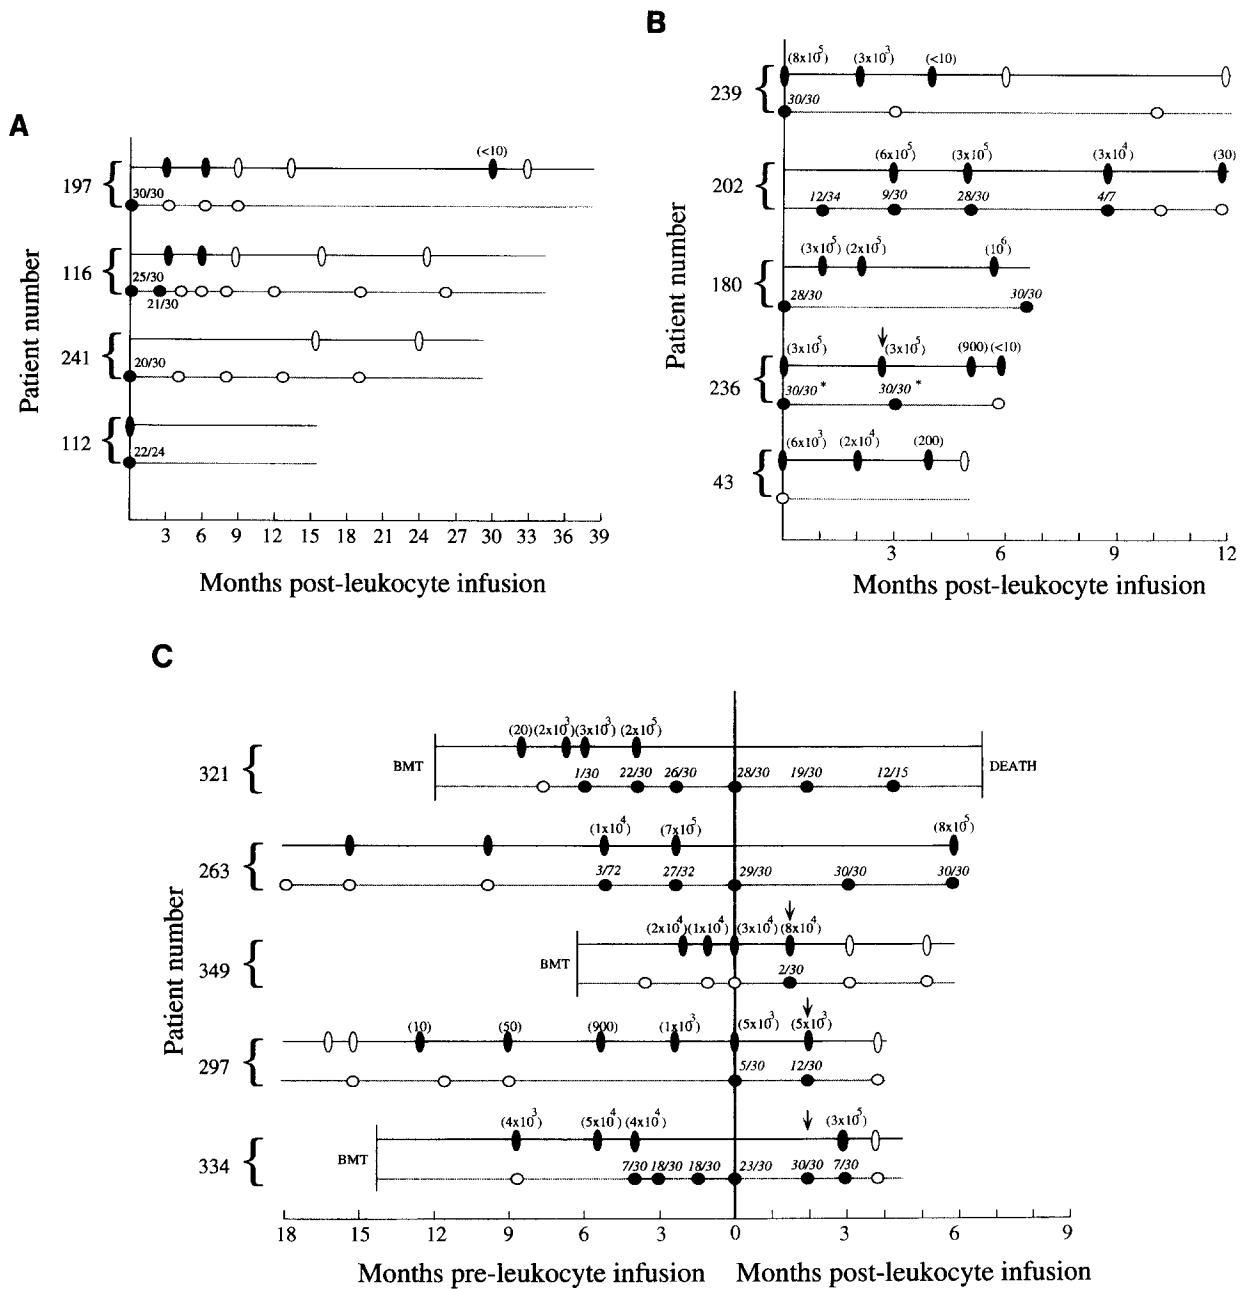 A
Patient number
197
(<10)
30/30
116
25/30
21/30
241
20/30
112
22/24
3 6 9 12 15 18 21 24 27 30 33 36 39
Months post-leukocyte infusion
B
Patient number
239
(8x10⁵) (3x10³) (<10)
30/30
202
(6x10⁵) (3x10⁵) (3x10⁴) (30)
12/34 9/30 28/30 4/7
180
(3x10⁵) (2x10⁵) (10⁶)
28/30 30/30
236
(3x10⁵) (3x10⁵) (900) (<10)
30/30 * 30/30 *
43
(6x10³) (2x10⁴) (200)
3 6 9 12
Months post-leukocyte infusion
C
Patient number
321
(20) (2x10³) (3x10³) (2x10⁵)
BMT DEATH
1/30 22/30 26/30 28/30 19/30 12/15
263
(1x10⁴) (7x10⁵) (8x10⁵)
3/72 27/32 29/30 30/30 30/30
349
(2x10⁴) (1x10⁴) (3x10⁴) (8x10⁴)
BMT
2/30
297
(10) (50) (900) (1x10³) (5x10³) (5x10³)
5/30 12/30
334
(4x10³) (5x10⁴) (4x10⁴) (3x10⁵)
BMT
7/30 18/30 18/30 23/30 30/30 7/30
18 15 12 9 6 3 0 3 6 9
Months pre-leukocyte infusion Months post-leukocyte infusion